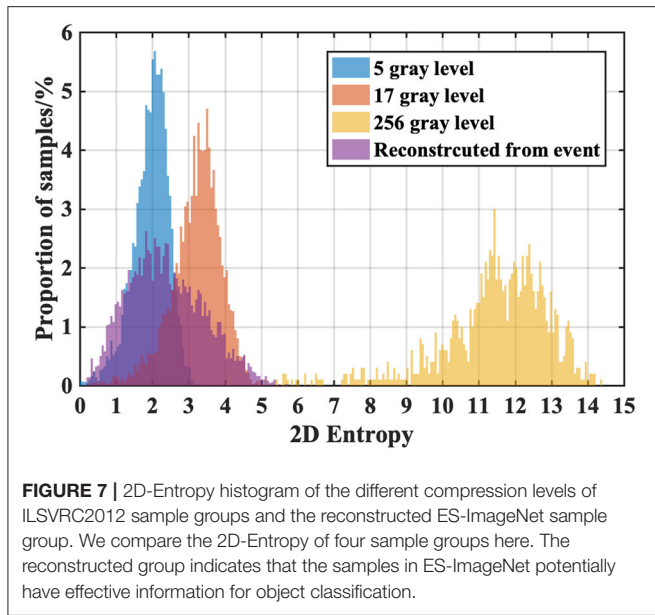 6
5
4
3
2
1
0
Proportion of samples/%
5 gray level
17 gray level
256 gray level
Reconstrcuted from event
0 1 2 3 4 5 6 7 8 9 10 11 12 13 14 15
2D Entropy
FIGURE 7 | 2D-Entropy histogram of the different compression levels of
ILSVRC2012 sample groups and the reconstructed ES-ImageNet sample
group. We compare the 2D-Entropy of four sample groups here. The
reconstructed group indicates that the samples in ES-ImageNet potentially
have effective information for object classification.